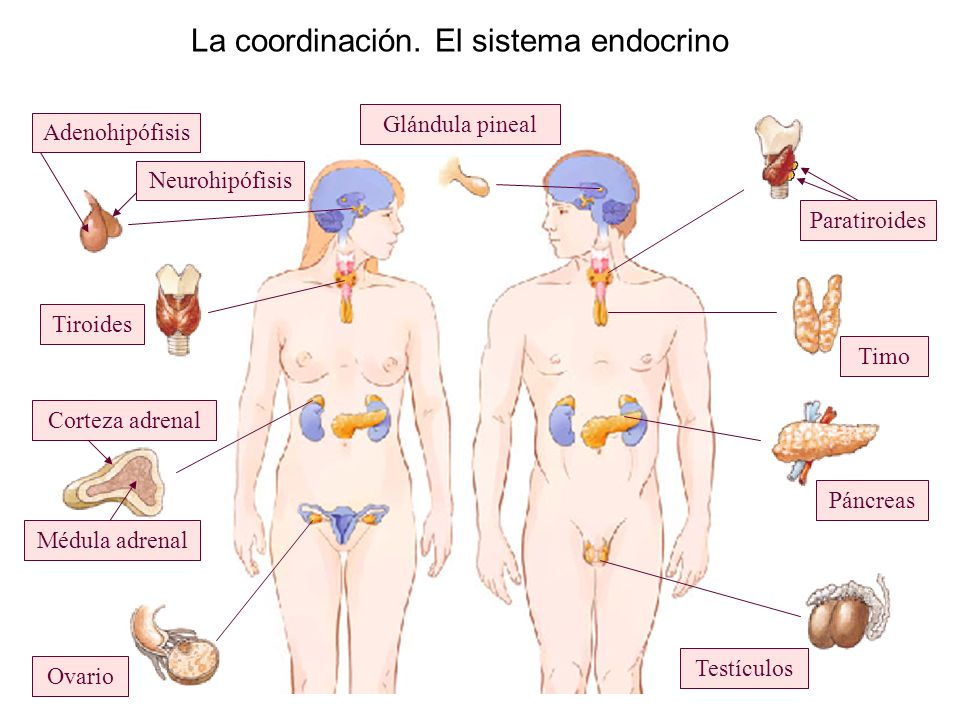 La coordinación. El sistema endocrino
Glándula pineal
Adenohipófisis
Neurohipófisis
Paratiroides
Tiroides
Timo
Corteza adrenal
Páncreas
Médula adrenal
Testículos
Ovario